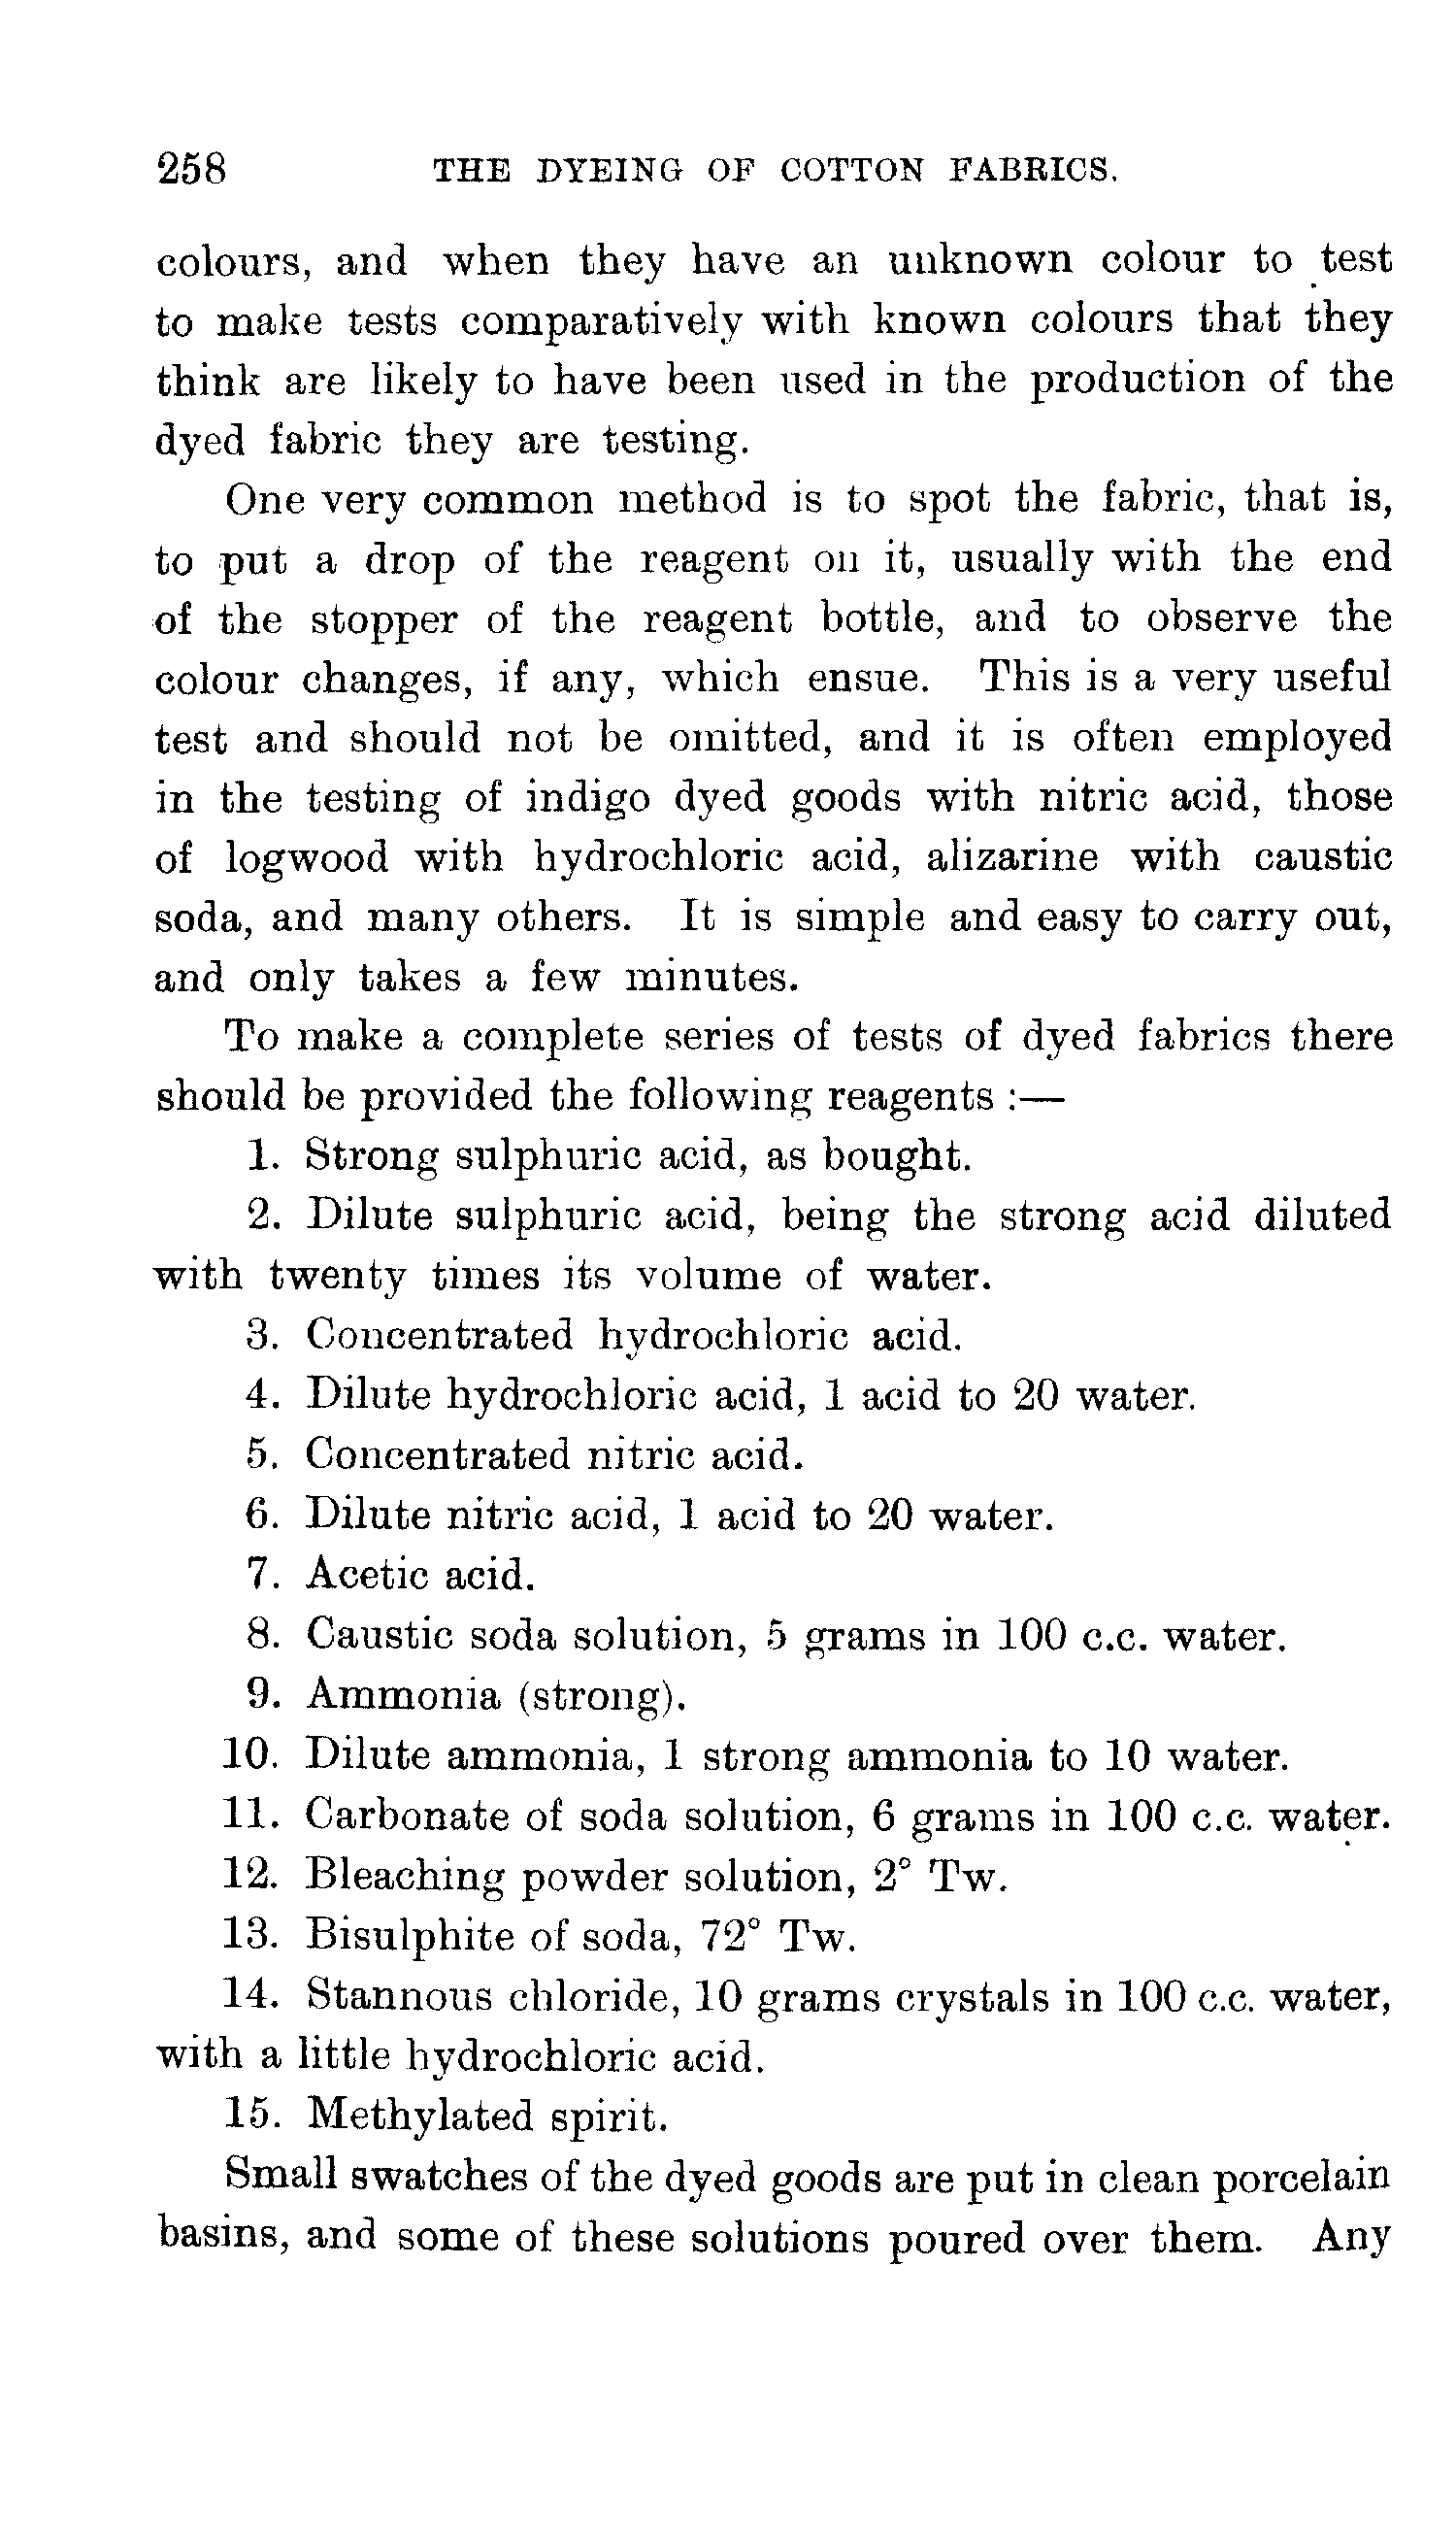 258 THE DYEING OF COTTON FABRICS.
colours, and when they have an unknown colour to test
to make tests comparatively with known colours that they
think are likely to have been used in the production of the
dyed fabric they are testing.
One very common method is to spot the fabric, that is,
to put a drop of the reagent on it, usually with the end
of the stopper of the reagent bottle, and to observe the
colour changes, if any, which ensue. This is a very useful
test and should not be omitted, and it is often employed
in the testing of indigo dyed goods with nitric acid, those
of logwood with hydrochloric acid, alizarine with caustic
soda, and many others. It is simple and easy to carry out,
and only takes a few minutes.
To make a complete series of tests of dyed fabrics there
should be provided the following reagents :—
1. Strong sulphuric acid, as bought.
2. Dilute sulphuric acid, being the strong acid diluted
with twenty times its volume of water.
3. Concentrated hydrochloric acid.
4. Dilute hydrochloric acid, 1 acid to 20 water.
5. Concentrated nitric acid.
6. Dilute nitric acid, 1 acid to 20 water.
7. Acetic acid.
8. Caustic soda solution, 5 grams in 100 c.c. water.
9. Ammonia (strong).
10. Dilute ammonia, 1 strong ammonia to 10 water.
11. Carbonate of soda solution, 6 grams in 100 c.c. water.
12. Bleaching powder solution, 2° Tw.
13. Bisulphite of soda, 72° Tw.
14. Stannous chloride, 10 grams crystals in 100 c.c. water,
with a little hydrochloric acid.
15. Methylated spirit.
Small swatches of the dyed goods are put in clean porcelain
basins, and some of these solutions poured over them. Any